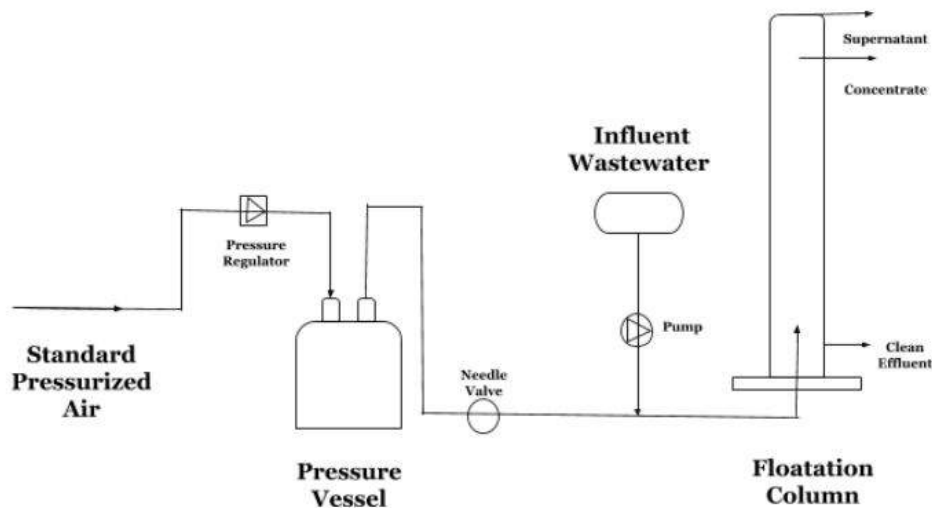 Supernatant
Concentrate
Influent
Wastewater
Pressure
Regulator
Pump
Clean
Effluent
Standard
Pressurized
Air
Needle
Valve
Pressure
Vessel
Floatation
Column